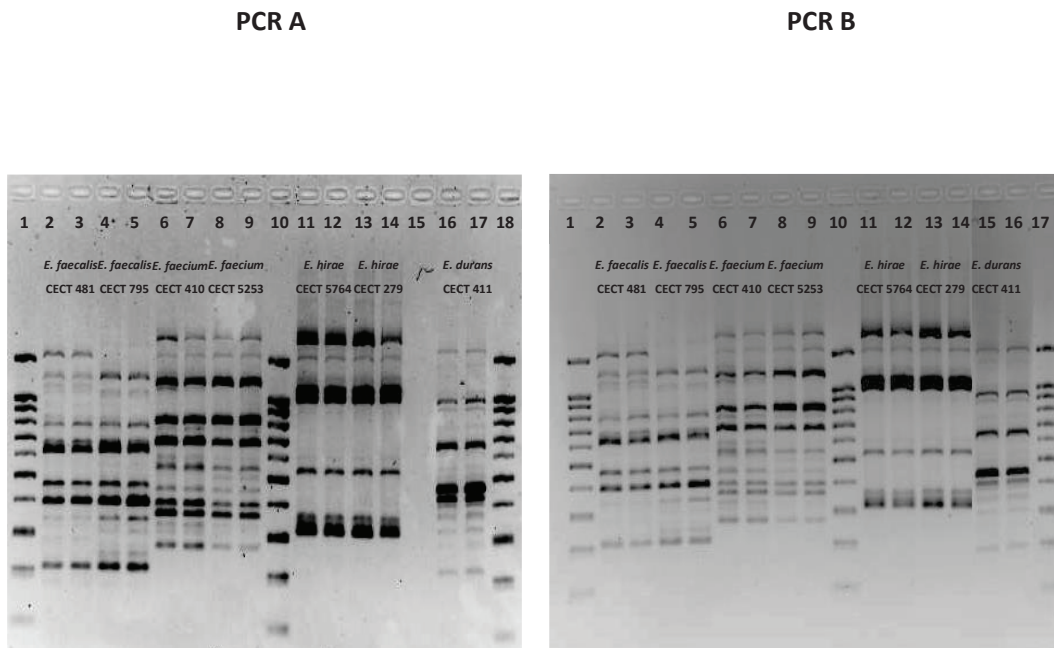 PCR A
PCR B
1 2 3 4 5 6 7 8 9 10 11 12 13 14 15 16 17 18
E. faecalis E. faecalis E. faecium E. faecium E. hirae E. hirae E. durans
CECT 481 CECT 795 CECT 410 CECT 5253 CECT 5764 CECT 279 CECT 411
1 2 3 4 5 6 7 8 9 10 11 12 13 14 15 16 17
E. faecalis E. faecalis E. faecium E. faecium E. hirae E. hirae E. durans
CECT 481 CECT 795 CECT 410 CECT 5253 CECT 5764 CECT 279 CECT 411